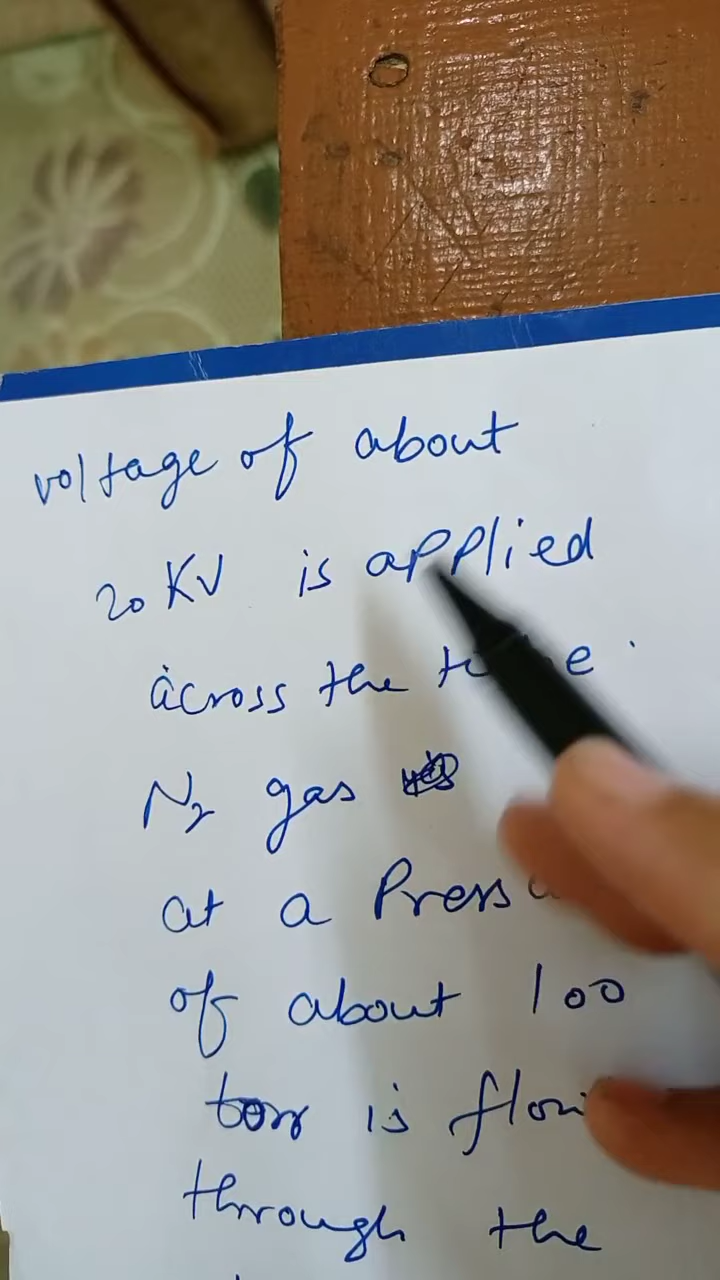 voltage of about
20 KV is applied
across the
N2 gas
at a
of about 100
torr is
through the